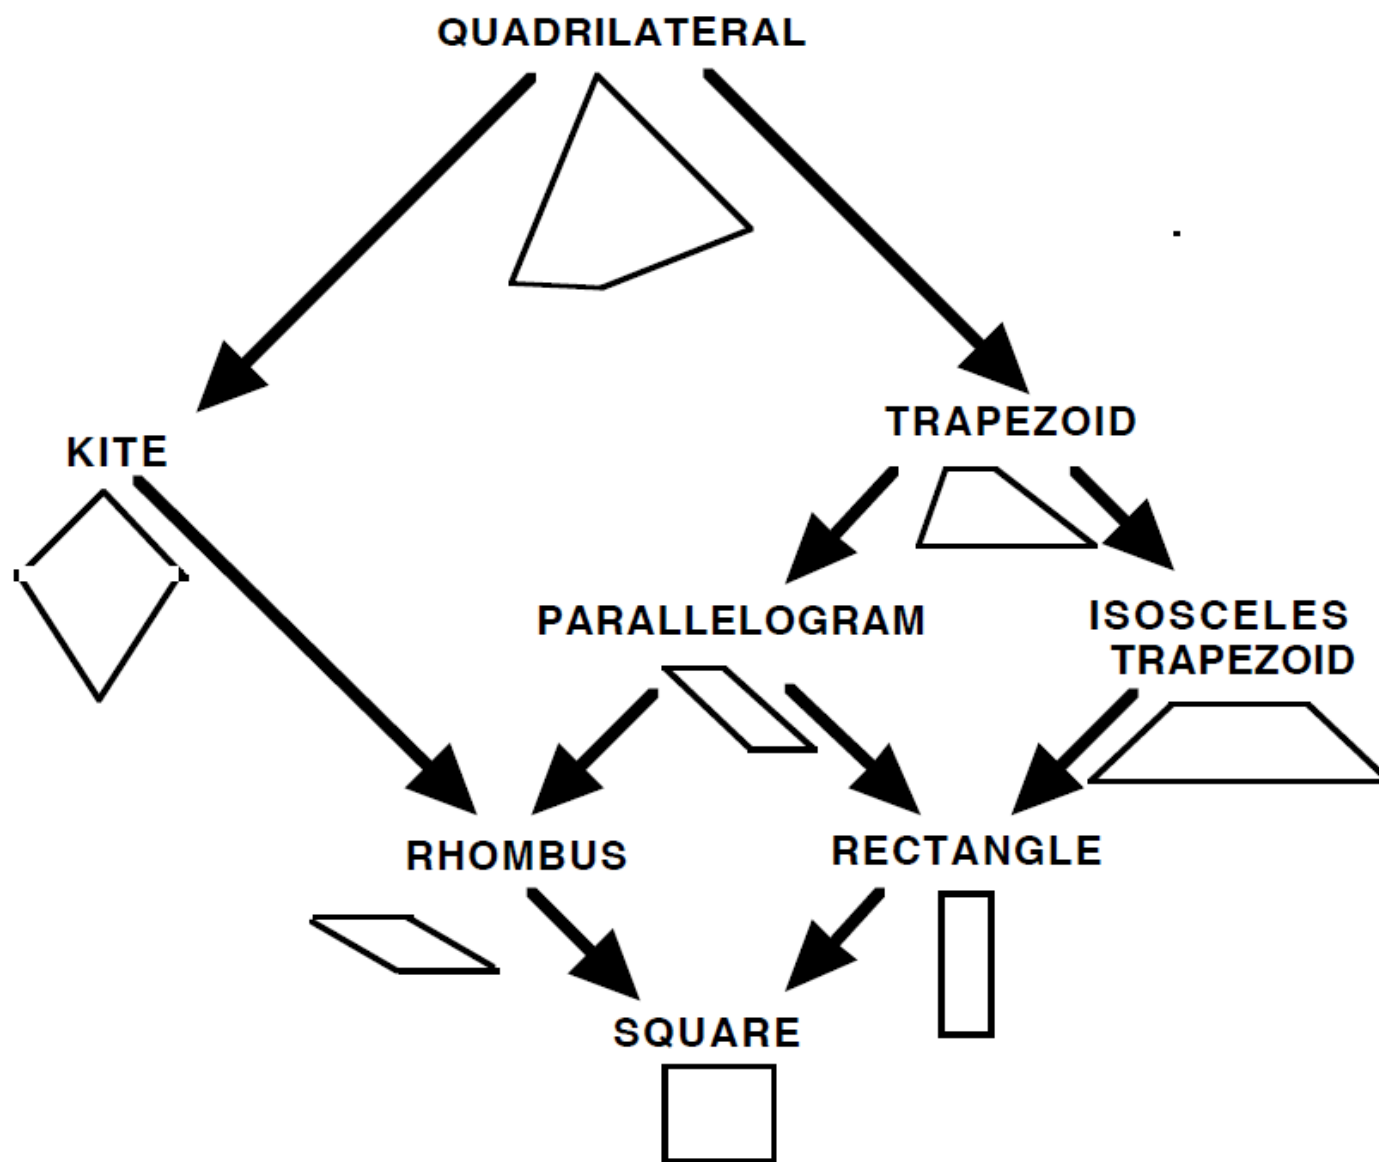 QUADRILATERAL
TRAPEZOID
KITE
PARALLELOGRAM
ISOSCELES
TRAPEZOID
RHOMBUS
RECTANGLE
SQUARE